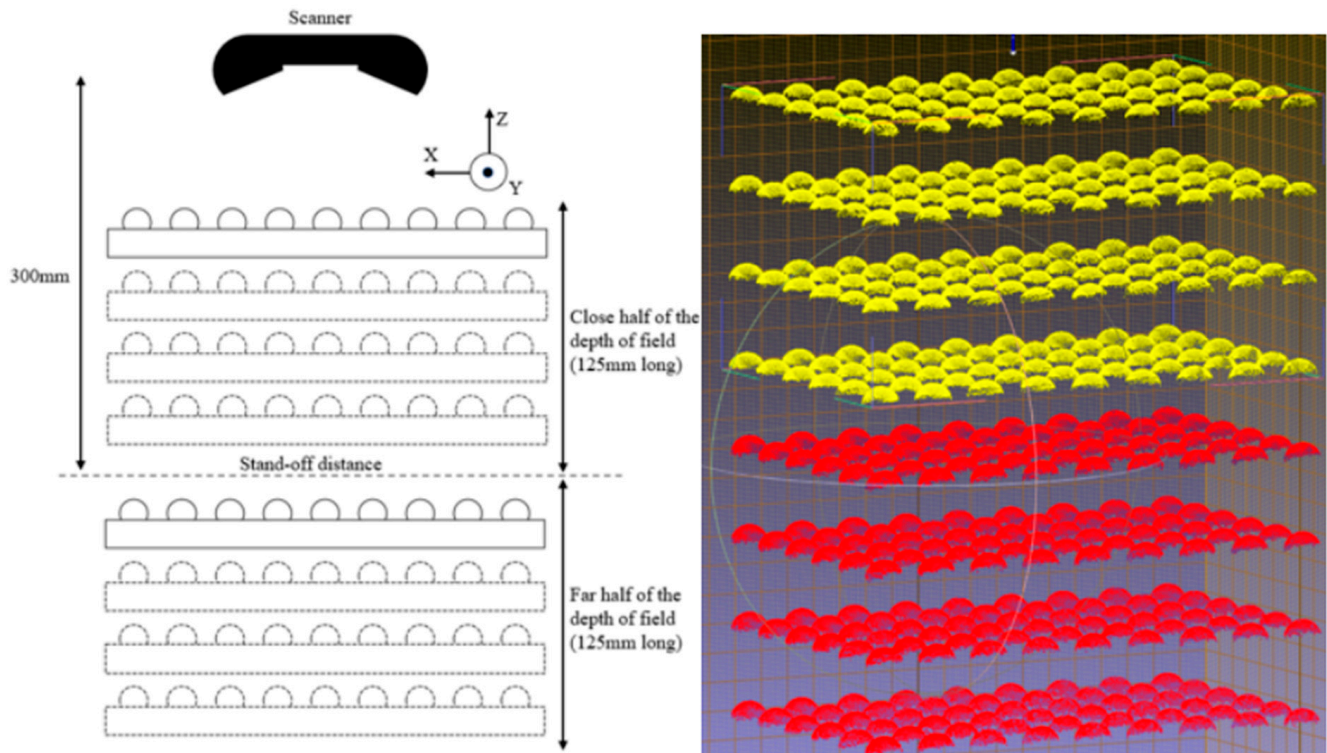 Scanner
Z
X
Y
300mm
Close half of the
depth of field
(125mm long)
Stand-off distance
Far half of the
depth of field
(125mm long)